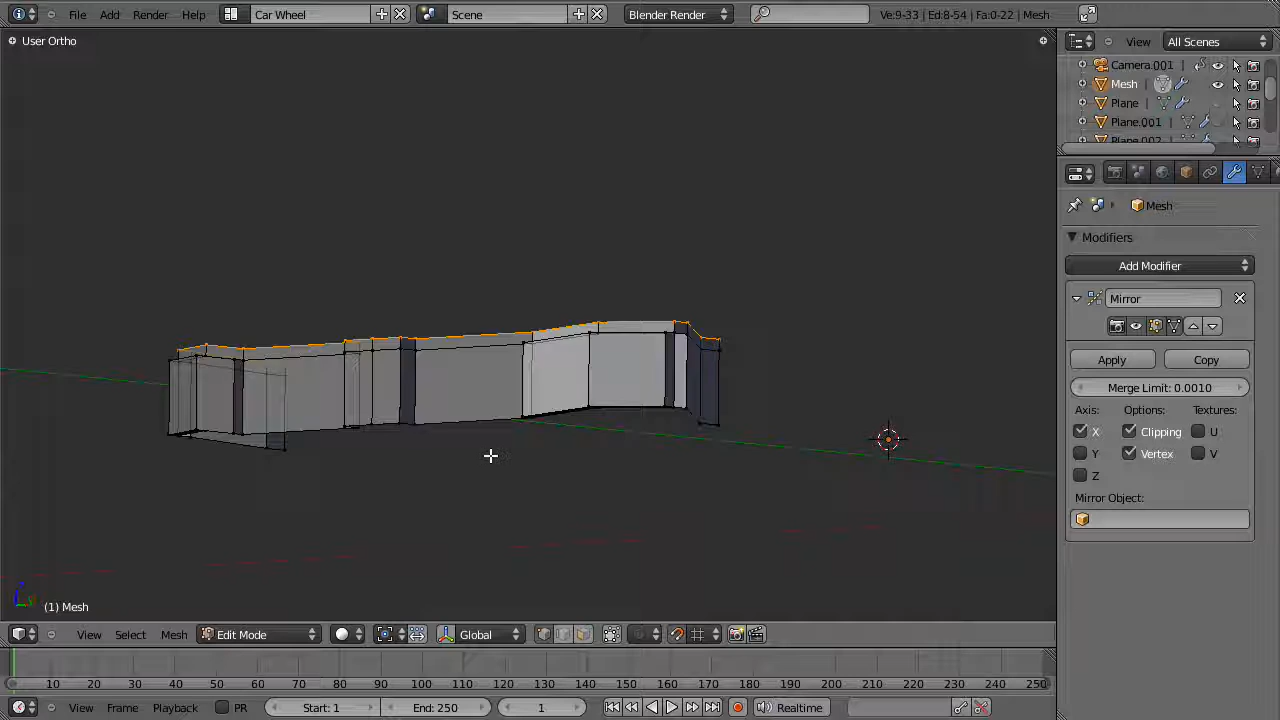 File Add Render Help Car Wheel Scene Blender Render Ve:9-33 | Ed:8-54 | Fa:0-22 | Mesh
User Ortho
View All Scenes
Camera.001
Mesh
Plane
Plane.001
Plane.002
Mesh
Modifiers
Add Modifier
Mirror
Apply Copy
Merge Limit: 0.0010
Axis: Options: Textures:
X Clipping U
Y Vertex V
Z
Mirror Object:
(1) Mesh
View Select Mesh Edit Mode Global
10 20 30 40 50 60 70 80 90 100 110 120 130 140 150 160 170 180 190 200 210 220 230 240 250
View Frame Playback PR Start: 1 End: 250 1 Realtime